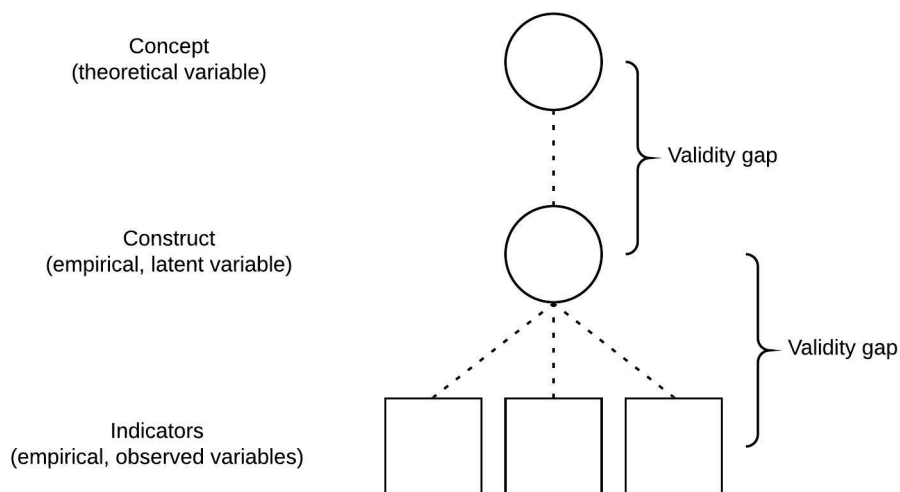 Concept
(theoretical variable)
Validity gap
Construct
(empirical, latent variable)
Validity gap
Indicators
(empirical, observed variables)